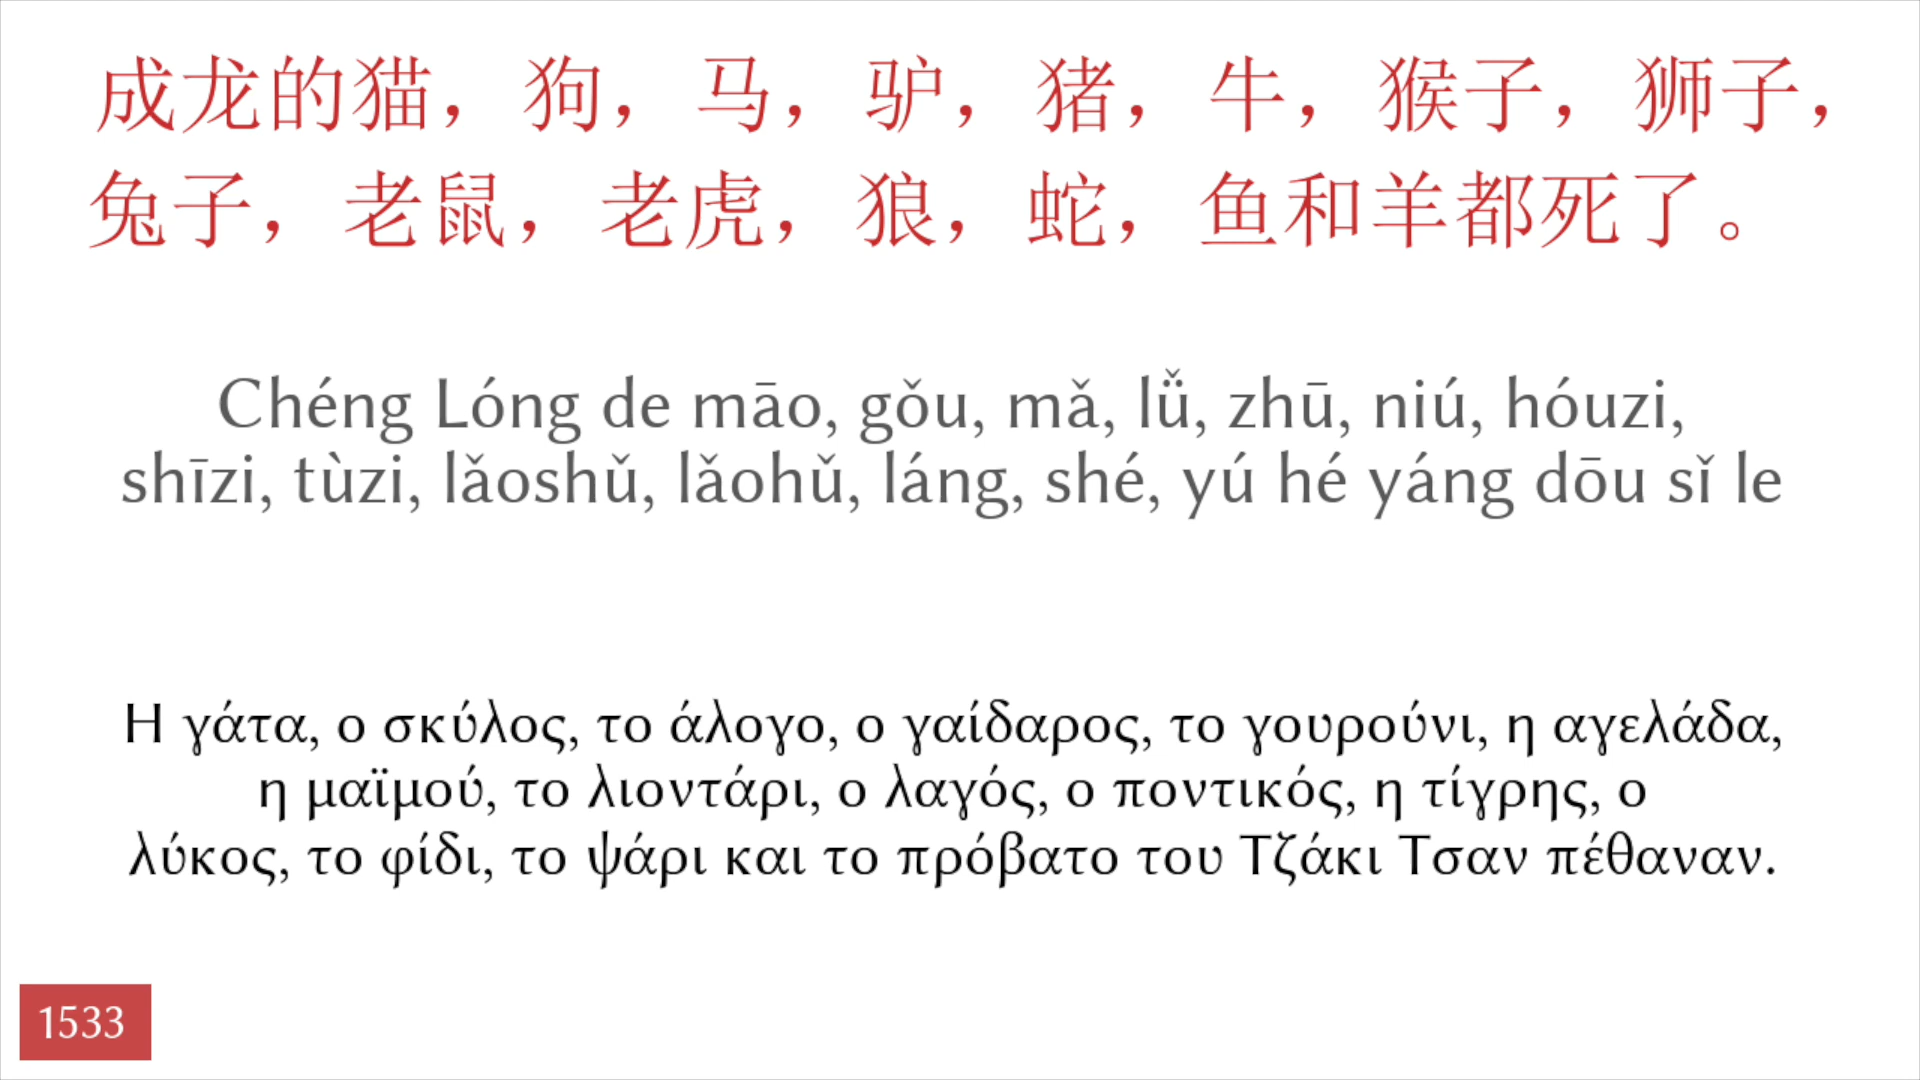 成龙的猫，狗，马，驴，猪，牛，猴子，狮子，
兔子，老鼠，老虎，狼，蛇，鱼和羊都死了。
Chéng Lóng de māo, gǒu, mǎ, lǚ, zhū, niú, hóuzi,
shīzi, tùzi, lǎoshǔ, lǎohǔ, láng, shé, yú hé yáng dōu sǐ le
Η γάτα, ο σκύλος, το άλογο, ο γαίδαρος, το γουρούνι, η αγελάδα,
η μαϊμού, το λιοντάρι, ο λαγός, ο ποντικός, η τίγρης, ο
λύκος, το φίδι, το ψάρι και το πρόβατο του Τζάκι Τσαν πέθαναν.
1533